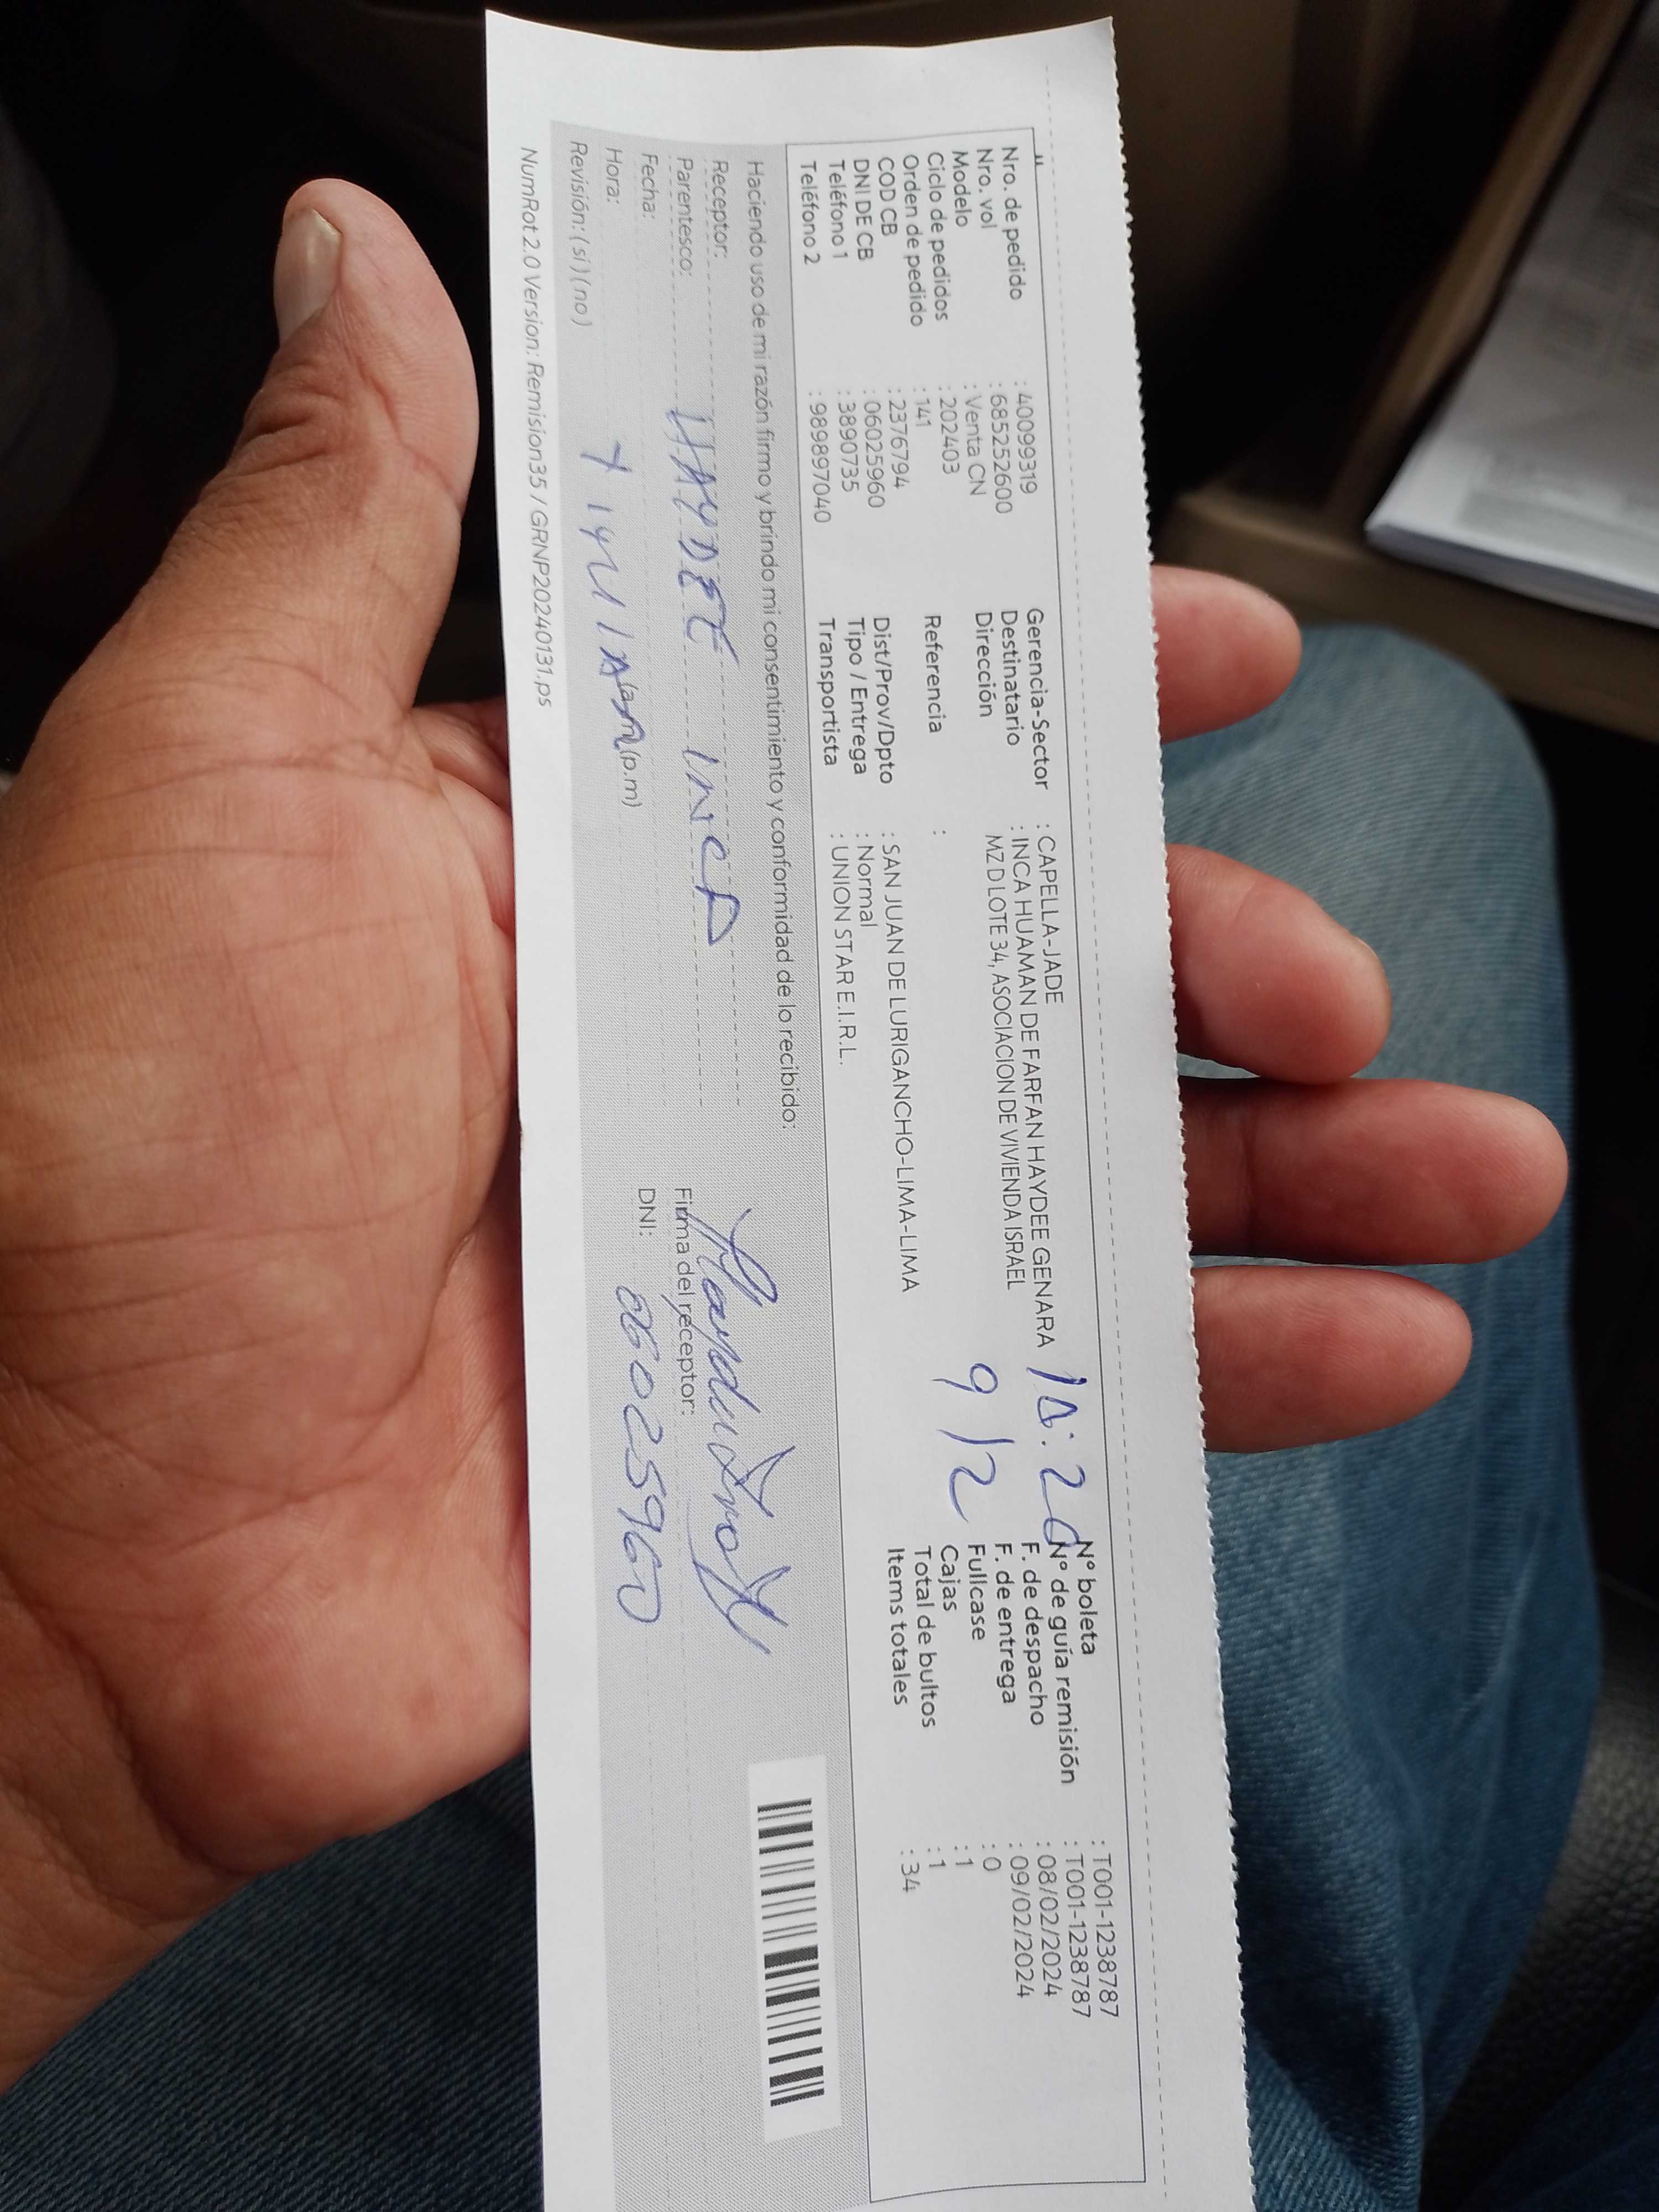 Nro. de pedido : 40099319
Nro. vol : 685252600
Modelo : Venta CN
Ciclo de pedidos : 202403
Orden de pedido : 141
COD CB : 2376794
DNI DE CB : 06025960
Teléfono 1 : 3890735
Teléfono 2 : 989897040
Gerencia-Sector : CAPELLA-JADE
Destinatario : INCA HUAMAN DE FARFAN HAYDEE GENARA
Dirección MZ D LOTE 34, ASOCIACION DE VIVIENDA ISRAEL
Referencia :
Dist/Prov/Dpto : SAN JUAN DE LURIGANCHO-LIMA-LIMA
Tipo / Entrega : Normal
Transportista : UNION STAR E.I.R.L.
10:20
9/2
N° boleta : T001-1238787
N° de guía remisión : T001-1238787
F. de despacho : 08/02/2024
F. de entrega : 09/02/2024
Fullcase : 0
Cajas : 1
Total de bultos : 1
Items totales : 34
Haciendo uso de mi razón firmo y brindo mi consentimiento y conformidad de lo recibido:
Receptor:
Parentesco: HAYDEE INCA
Fecha:
Hora: (p.m)
Revisión: (si) (no)
Firma del receptor:
DNI: 06025960
NumRot2.0 Version: Remision35 / GRNP20240131.ps